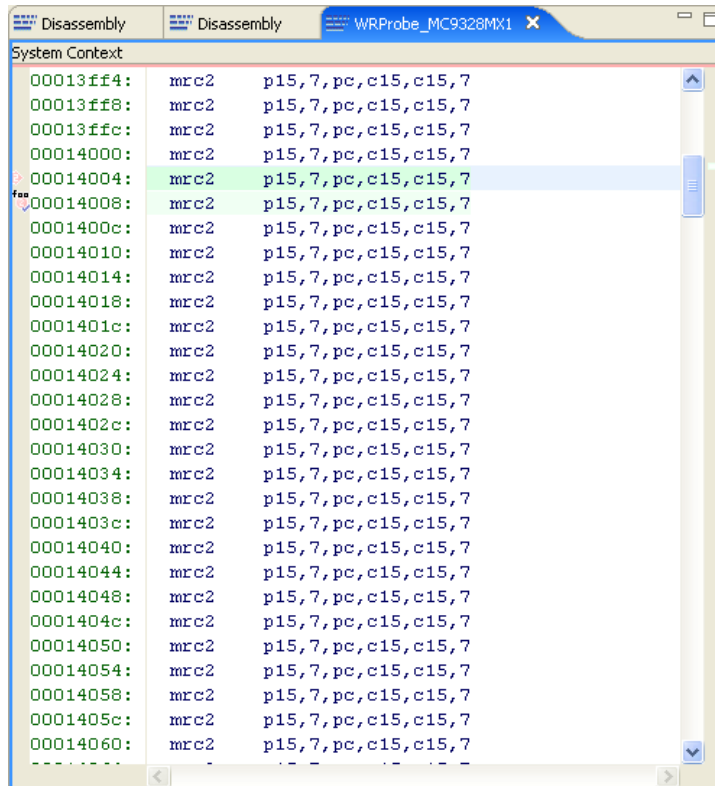 Disassembly Disassembly WRProbe_MC9328MX1
System Context
00013ff4: mrc2 p15,7,pc,c15,c15,7
00013ff8: mrc2 p15,7,pc,c15,c15,7
00013ffc: mrc2 p15,7,pc,c15,c15,7
00014000: mrc2 p15,7,pc,c15,c15,7
00014004: mrc2 p15,7,pc,c15,c15,7
00014008: mrc2 p15,7,pc,c15,c15,7
0001400c: mrc2 p15,7,pc,c15,c15,7
00014010: mrc2 p15,7,pc,c15,c15,7
00014014: mrc2 p15,7,pc,c15,c15,7
00014018: mrc2 p15,7,pc,c15,c15,7
0001401c: mrc2 p15,7,pc,c15,c15,7
00014020: mrc2 p15,7,pc,c15,c15,7
00014024: mrc2 p15,7,pc,c15,c15,7
00014028: mrc2 p15,7,pc,c15,c15,7
0001402c: mrc2 p15,7,pc,c15,c15,7
00014030: mrc2 p15,7,pc,c15,c15,7
00014034: mrc2 p15,7,pc,c15,c15,7
00014038: mrc2 p15,7,pc,c15,c15,7
0001403c: mrc2 p15,7,pc,c15,c15,7
00014040: mrc2 p15,7,pc,c15,c15,7
00014044: mrc2 p15,7,pc,c15,c15,7
00014048: mrc2 p15,7,pc,c15,c15,7
0001404c: mrc2 p15,7,pc,c15,c15,7
00014050: mrc2 p15,7,pc,c15,c15,7
00014054: mrc2 p15,7,pc,c15,c15,7
00014058: mrc2 p15,7,pc,c15,c15,7
0001405c: mrc2 p15,7,pc,c15,c15,7
00014060: mrc2 p15,7,pc,c15,c15,7